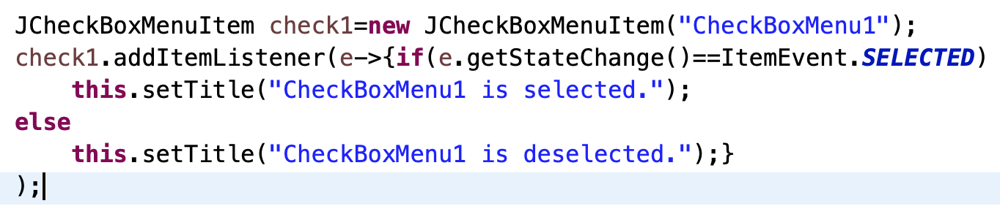 JCheckBoxMenuItem check1=new JCheckBoxMenuItem("CheckBoxMenu1");
check1.addItemListener(e->{if(e.getStateChange()==ItemEvent.SELECTED)
    this.setTitle("CheckBoxMenu1 is selected.");
else
    this.setTitle("CheckBoxMenu1 is deselected.");}
);